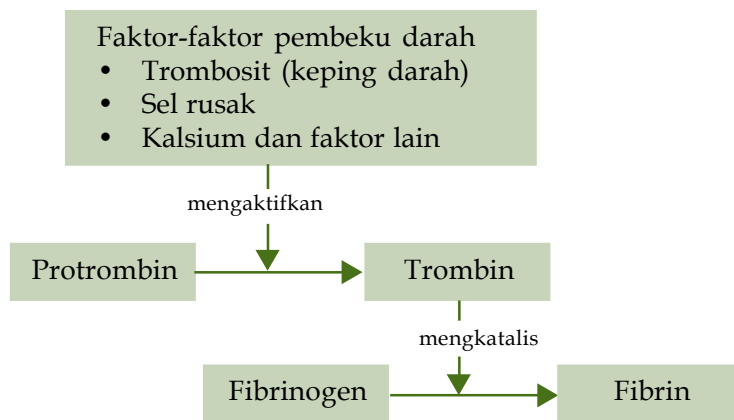 Faktor-faktor pembeku darah
• Trombosit (keping darah)
• Sel rusak
• Kalsium dan faktor lain
mengaktifkan
Protrombin
Trombin
mengkatalis
Fibrinogen
Fibrin